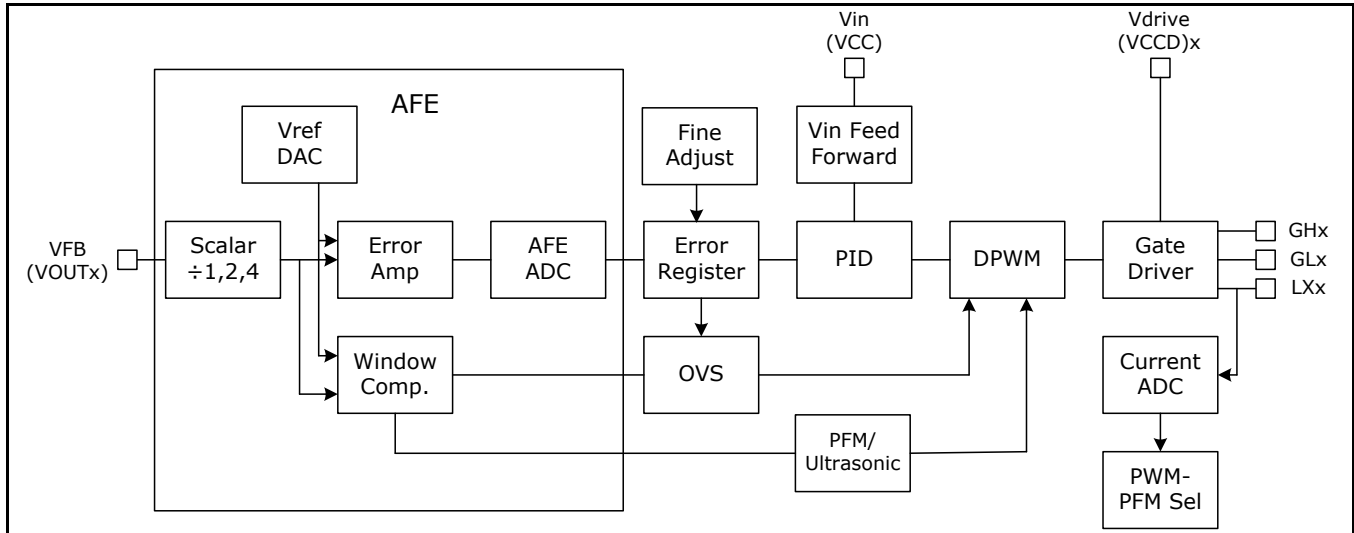 Vin
(VCC)
Vdrive
(VCCD)x
AFE
Vref
DAC
Fine
Adjust
Vin Feed
Forward
VFB
(VOUTx)
Scalar
÷1,2,4
Error
Amp
AFE
ADC
Error
Register
PID
DPWM
Gate
Driver
GHx
GLx
LXx
Window
Comp.
OVS
Current
ADC
PFM/
Ultrasonic
PWM-
PFM Sel